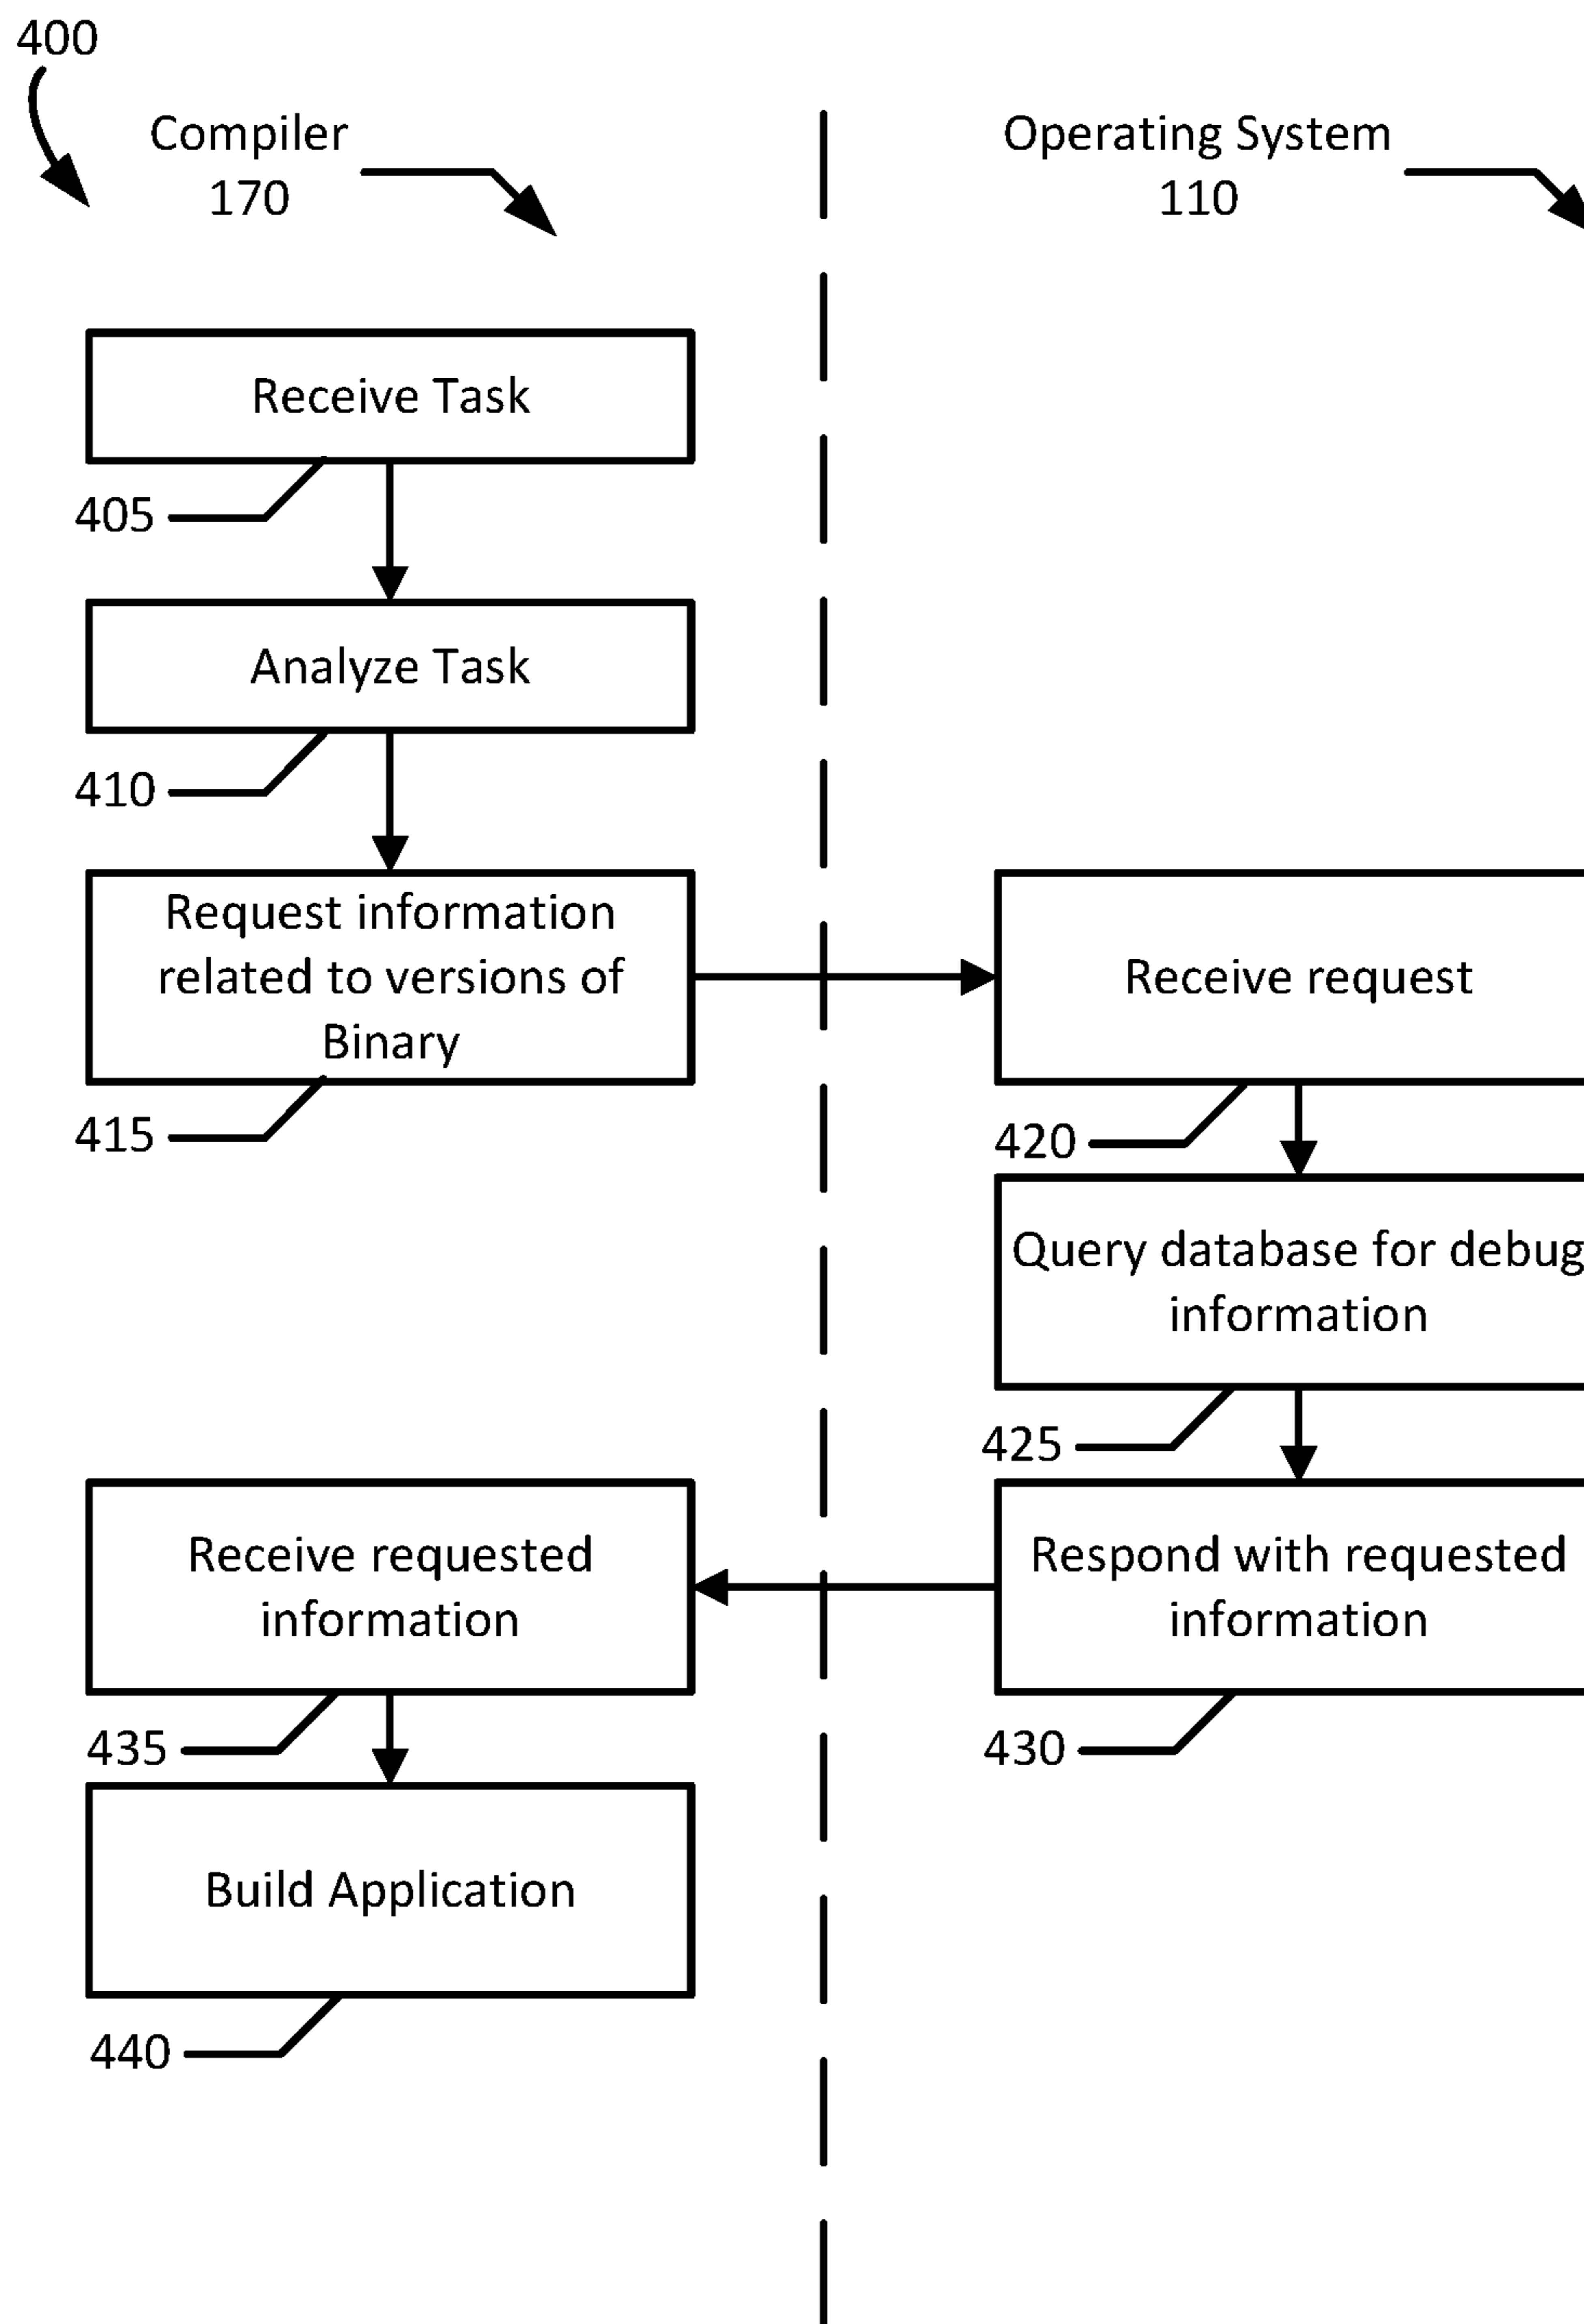 400
Compiler
170
Operating System
110
Receive Task
405
Analyze Task
410
Request information
related to versions of
Binary
415
Receive request
420
Query database for debug
information
425
Respond with requested
information
430
Receive requested
information
435
Build Application
440